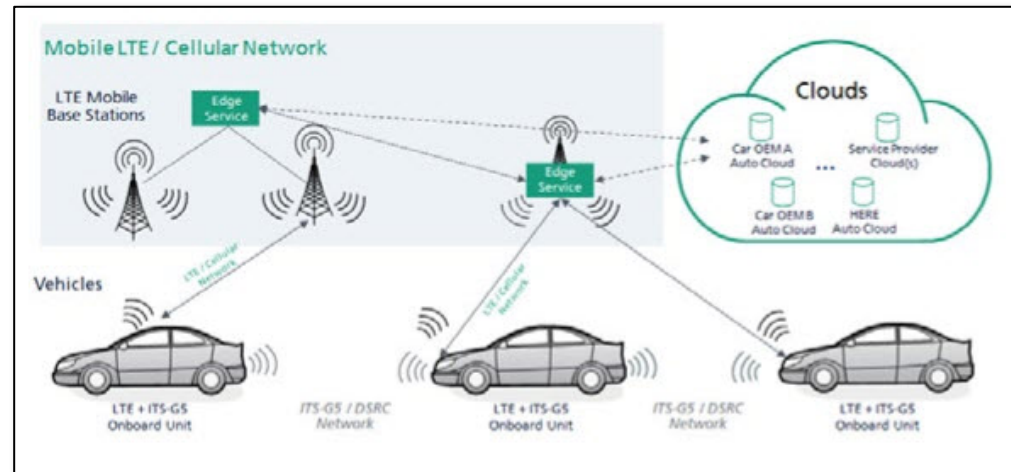 Mobile LTE / Cellular Network
LTE Mobile
Base Stations
Edge
Service
Edge
Service
Clouds
Car OEM A
Auto Cloud
...
Service Provider
Cloud(s)
Car OEM B
Auto Cloud
HERE
Auto Cloud
LTE / Cellular
Network
LTE / Cellular
Network
Vehicles
LTE + ITS-G5
Onboard Unit
ITS-G5 / DSRC
Network
LTE + ITS-G5
Onboard Unit
ITS-G5 / DSRC
Network
LTE + ITS-G5
Onboard Unit